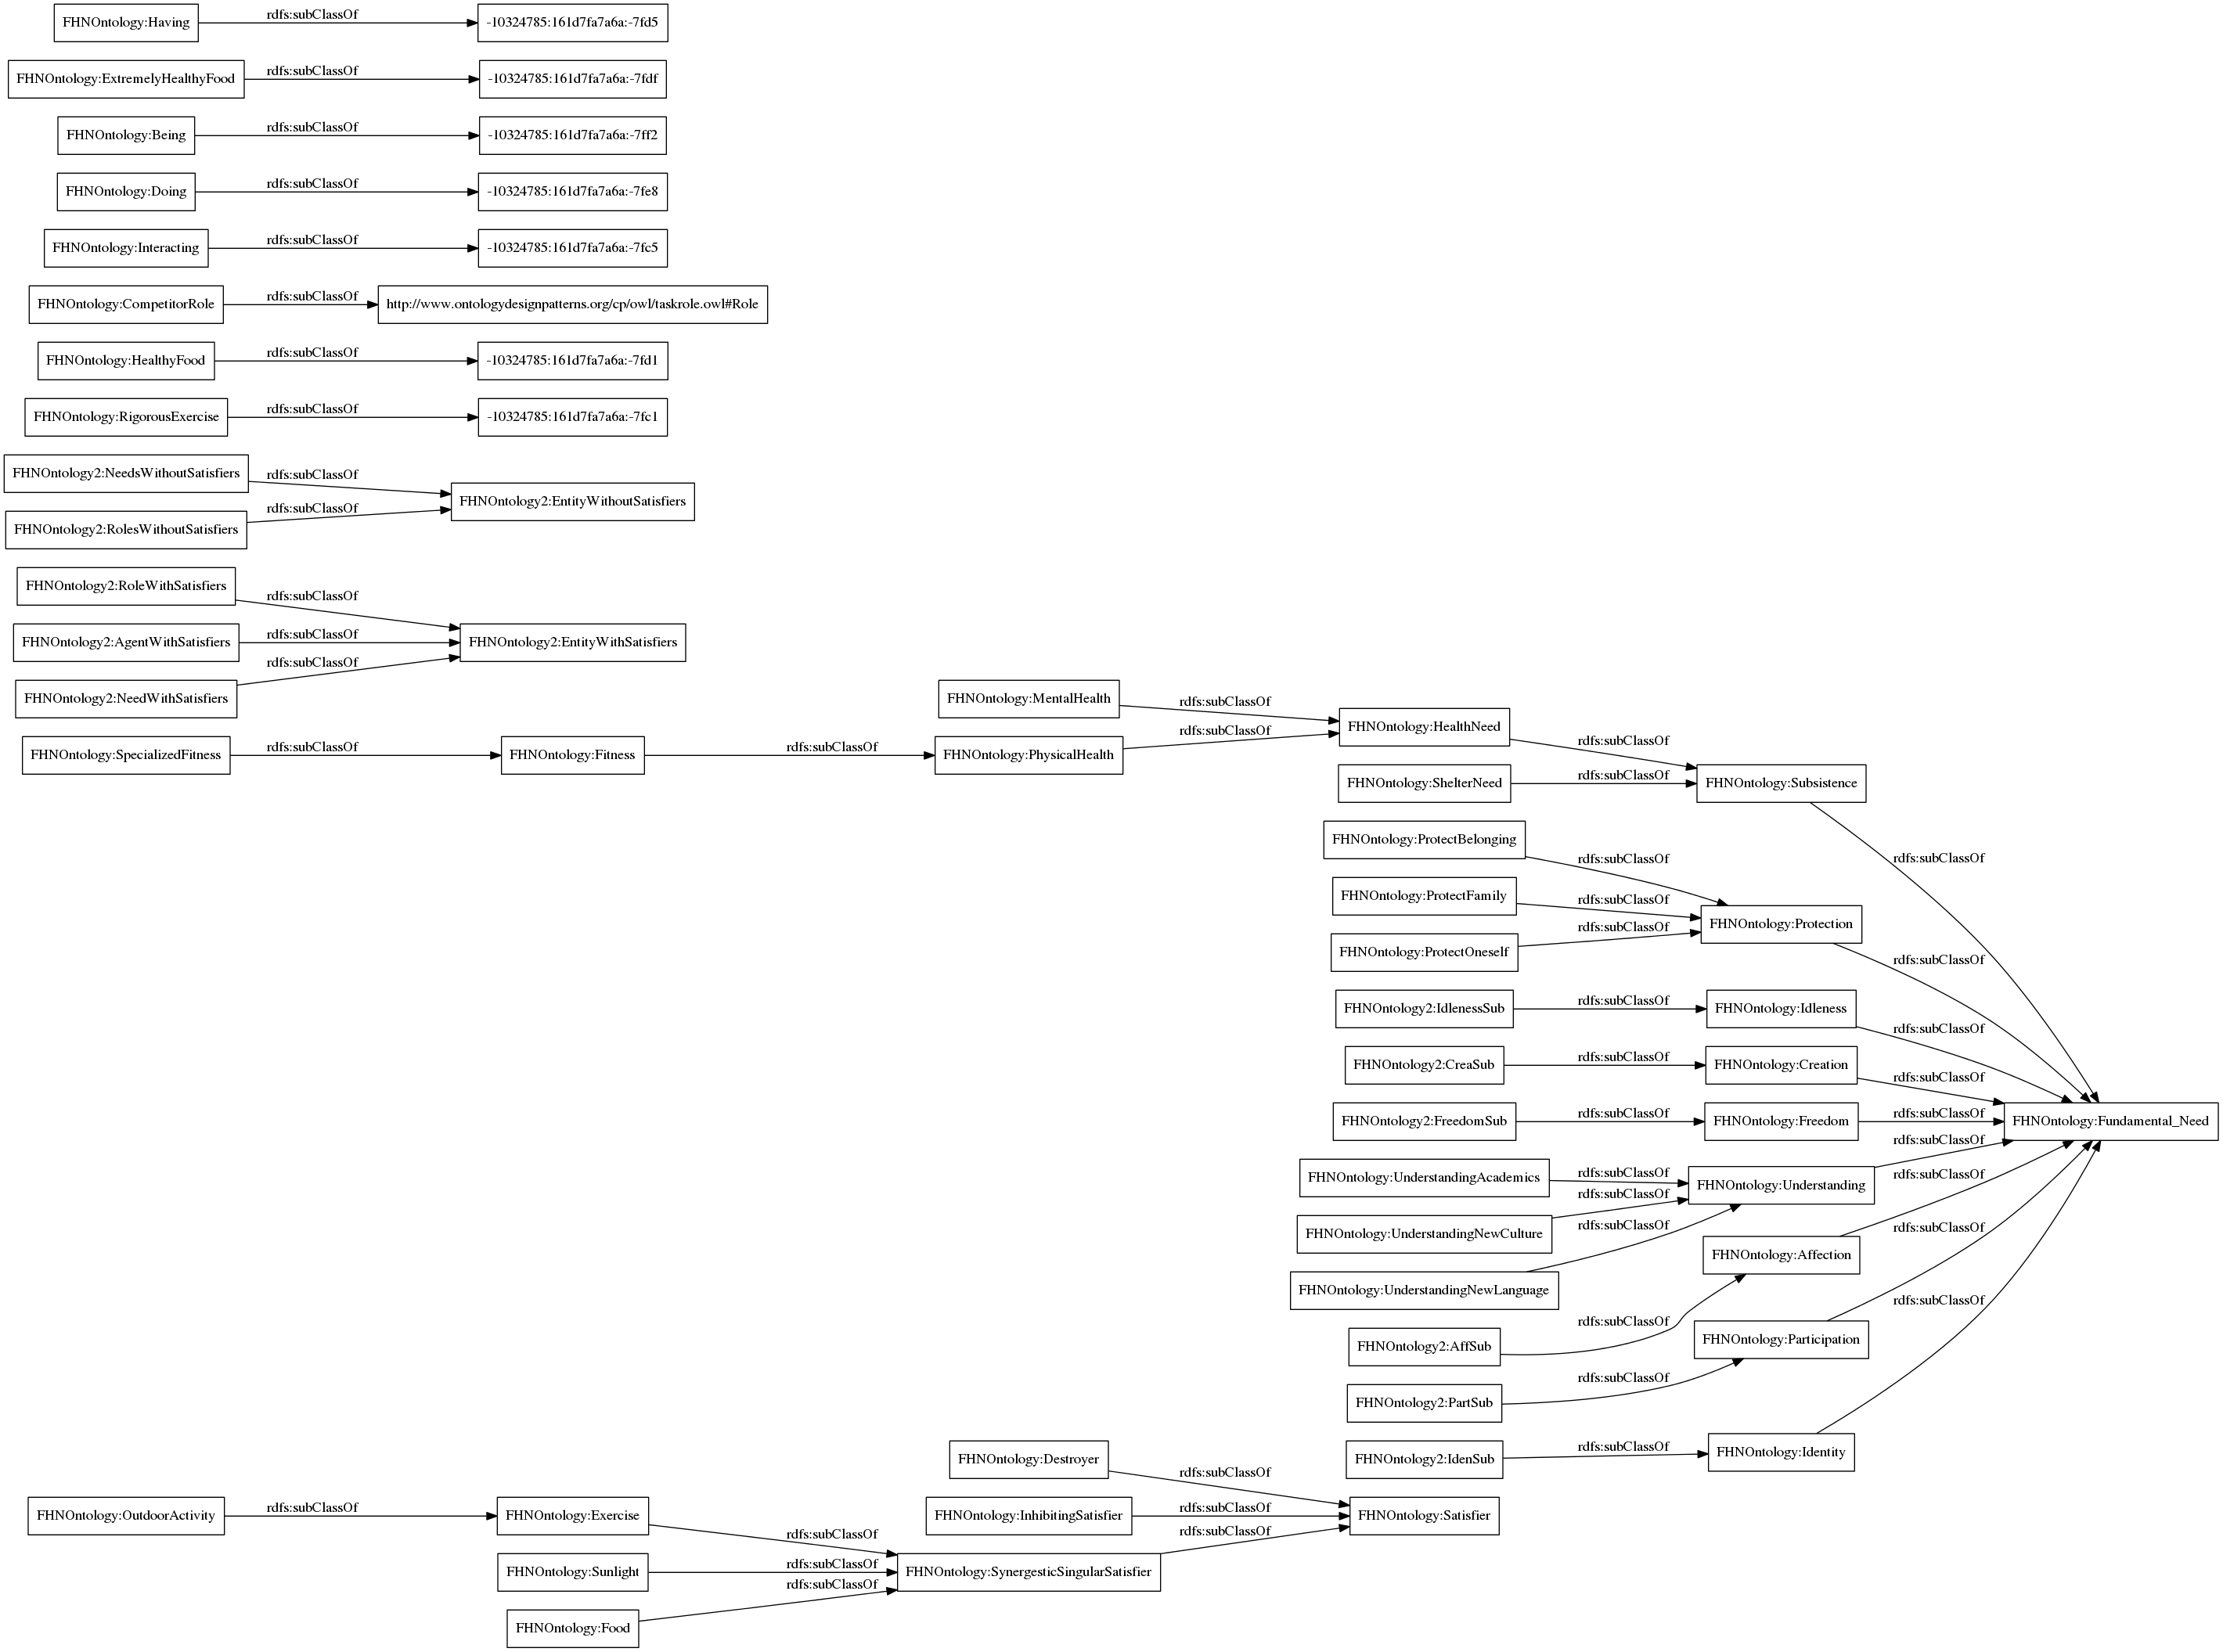 FHNOntology:Having rdfs:subClassOf -10324785:161d7fa7a6a:-7fd5
FHNOntology:ExtremelyHealthyFood rdfs:subClassOf -10324785:161d7fa7a6a:-7fdf
FHNOntology:Being rdfs:subClassOf -10324785:161d7fa7a6a:-7ff2
FHNOntology:Doing rdfs:subClassOf -10324785:161d7fa7a6a:-7fe8
FHNOntology:Interacting rdfs:subClassOf -10324785:161d7fa7a6a:-7fc5
FHNOntology:CompetitorRole rdfs:subClassOf http://www.ontologydesignpatterns.org/cp/owl/taskrole.owl#Role
FHNOntology:HealthyFood rdfs:subClassOf -10324785:161d7fa7a6a:-7fd1
FHNOntology:RigorousExercise rdfs:subClassOf -10324785:161d7fa7a6a:-7fc1
FHNOntology2:NeedsWithoutSatisfiers rdfs:subClassOf
FHNOntology2:EntityWithoutSatisfiers
FHNOntology2:RolesWithoutSatisfiers rdfs:subClassOf
FHNOntology2:RoleWithSatisfiers rdfs:subClassOf
FHNOntology2:AgentWithSatisfiers rdfs:subClassOf FHNOntology2:EntityWithSatisfiers
FHNOntology2:NeedWithSatisfiers rdfs:subClassOf
FHNOntology:MentalHealth rdfs:subClassOf
FHNOntology:HealthNeed rdfs:subClassOf
FHNOntology:SpecializedFitness rdfs:subClassOf FHNOntology:Fitness rdfs:subClassOf FHNOntology:PhysicalHealth rdfs:subClassOf
FHNOntology:ShelterNeed rdfs:subClassOf FHNOntology:Subsistence
rdfs:subClassOf
FHNOntology:ProtectBelonging rdfs:subClassOf
FHNOntology:ProtectFamily rdfs:subClassOf
FHNOntology:Protection
rdfs:subClassOf
FHNOntology:ProtectOneself rdfs:subClassOf
FHNOntology2:IdlenessSub rdfs:subClassOf FHNOntology:Idleness rdfs:subClassOf
FHNOntology2:CreaSub rdfs:subClassOf FHNOntology:Creation rdfs:subClassOf
FHNOntology2:FreedomSub rdfs:subClassOf FHNOntology:Freedom rdfs:subClassOf FHNOntology:Fundamental_Need
FHNOntology:UnderstandingAcademics rdfs:subClassOf FHNOntology:Understanding rdfs:subClassOf
FHNOntology:UnderstandingNewCulture rdfs:subClassOf
FHNOntology:UnderstandingNewLanguage rdfs:subClassOf
FHNOntology:Affection rdfs:subClassOf
FHNOntology2:AffSub rdfs:subClassOf
FHNOntology:Participation rdfs:subClassOf
FHNOntology2:PartSub rdfs:subClassOf
FHNOntology2:IdenSub rdfs:subClassOf FHNOntology:Identity rdfs:subClassOf
FHNOntology:Destroyer rdfs:subClassOf
FHNOntology:InhibitingSatisfier rdfs:subClassOf FHNOntology:Satisfier
FHNOntology:OutdoorActivity rdfs:subClassOf FHNOntology:Exercise rdfs:subClassOf
FHNOntology:Sunlight rdfs:subClassOf FHNOntology:SynergesticSingularSatisfier rdfs:subClassOf
FHNOntology:Food rdfs:subClassOf